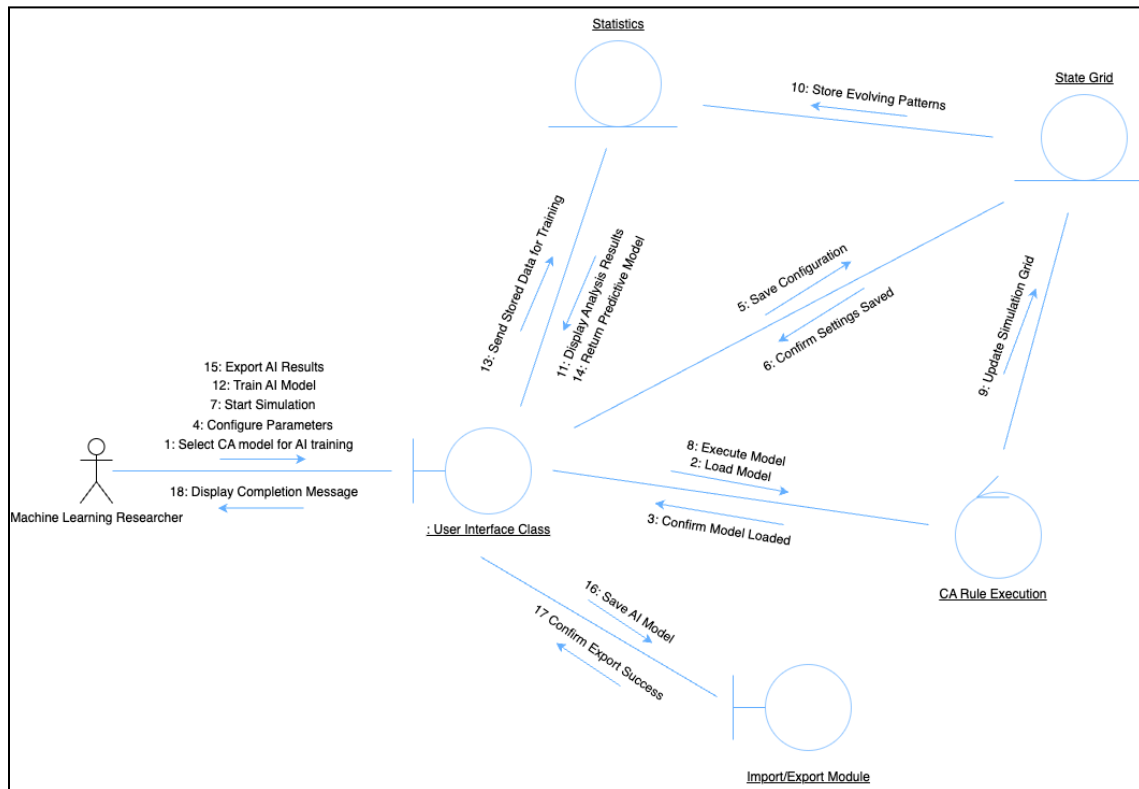 Statistics
State Grid
10: Store Evolving Patterns
13: Send Stored Data for Training
11: Display Analysis Results
14: Return Predictive Model
5: Save Configuration
6: Confirm Settings Saved
9: Update Simulation Grid
15: Export AI Results
12: Train AI Model
7: Start Simulation
4: Configure Parameters
1: Select CA model for AI training
18: Display Completion Message
Machine Learning Researcher
: User Interface Class
8: Execute Model
2: Load Model
3: Confirm Model Loaded
CA Rule Execution
16: Save AI Model
17 Confirm Export Success
Import/Export Module